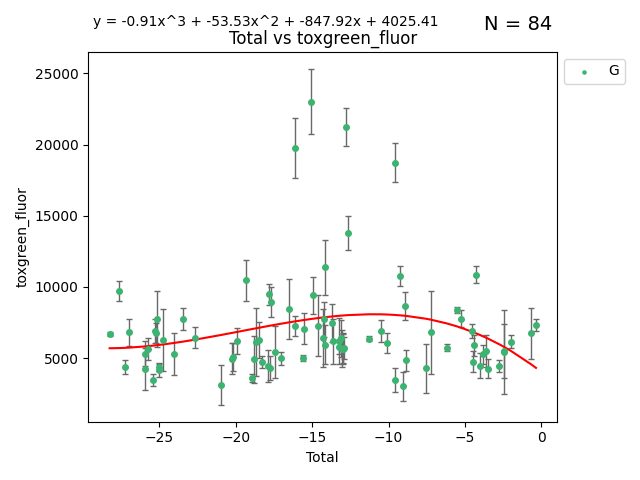 y = -0.91x^3 + -53.53x^2 + -847.92x + 4025.41
N = 84
Total vs toxgreen_fluor
G
25000
20000
15000
10000
5000
toxgreen_fluor
−25 −20 −15 −10 −5 0
Total